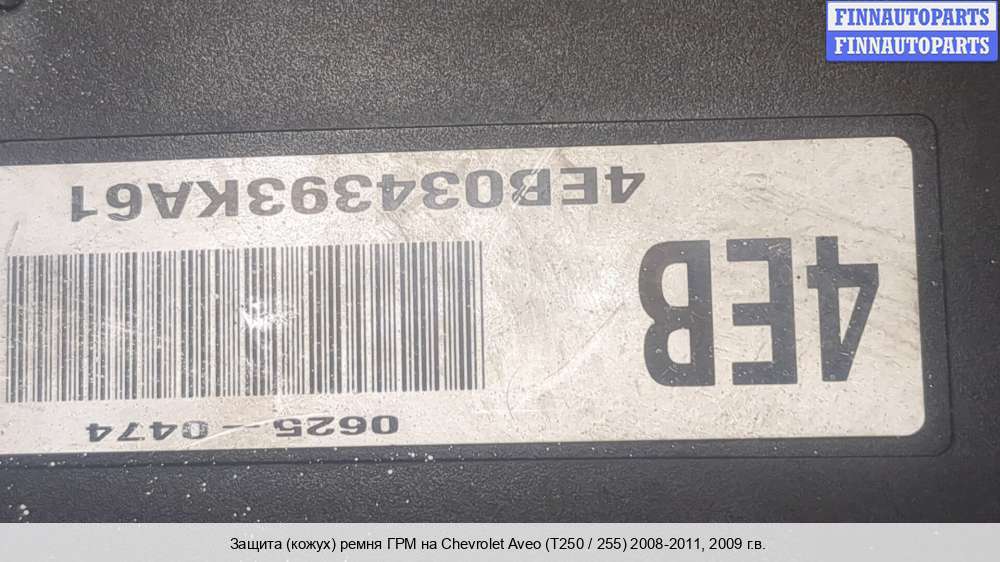 FINNAUTOPARTS
FINNAUTOPARTS
0625-0474
4EB
4EB034393KA61
Защита (кожух) ремня ГРМ на Chevrolet Aveo (T250 / 255) 2008-2011, 2009 г.в.